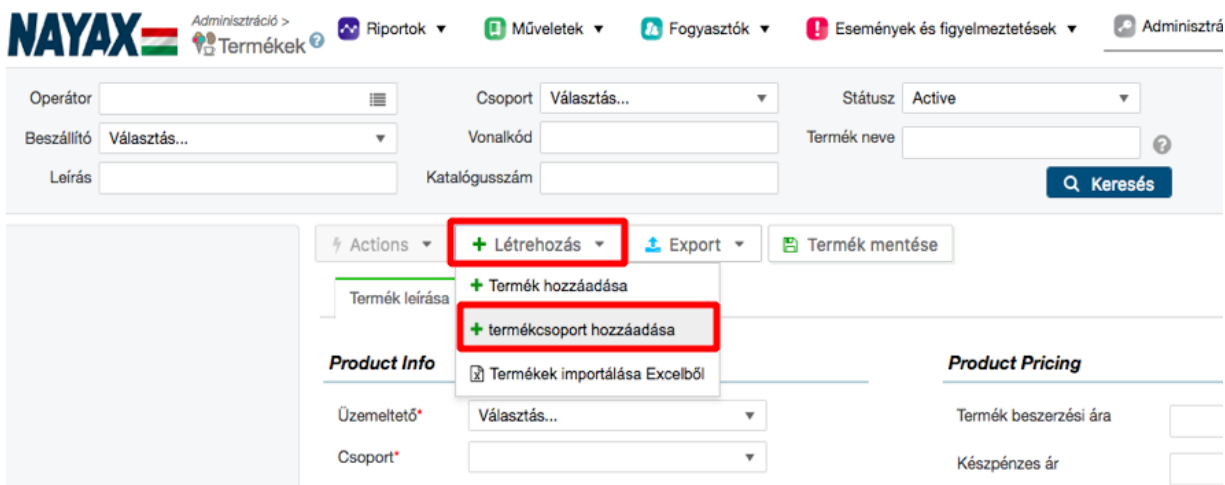 NAYAX
Adminisztráció >
Termékek ?
Riportok
Műveletek
Fogyasztók
Események és figyelmeztetések
Adminisztrá
Operátor
Csoport Választás...
Státusz Active
Beszállító Választás...
Vonalkód
Termék neve
Leírás
Katalógusszám
Keresés
Actions
+ Létrehozás
Export
Termék mentése
Termék leírása
+ Termék hozzáadása
+ termékcsoport hozzáadása
Termékek importálása Excelből
Product Info
Product Pricing
Üzemeltető* Választás...
Termék beszerzési ára
Csoport*
Készpénzes ár